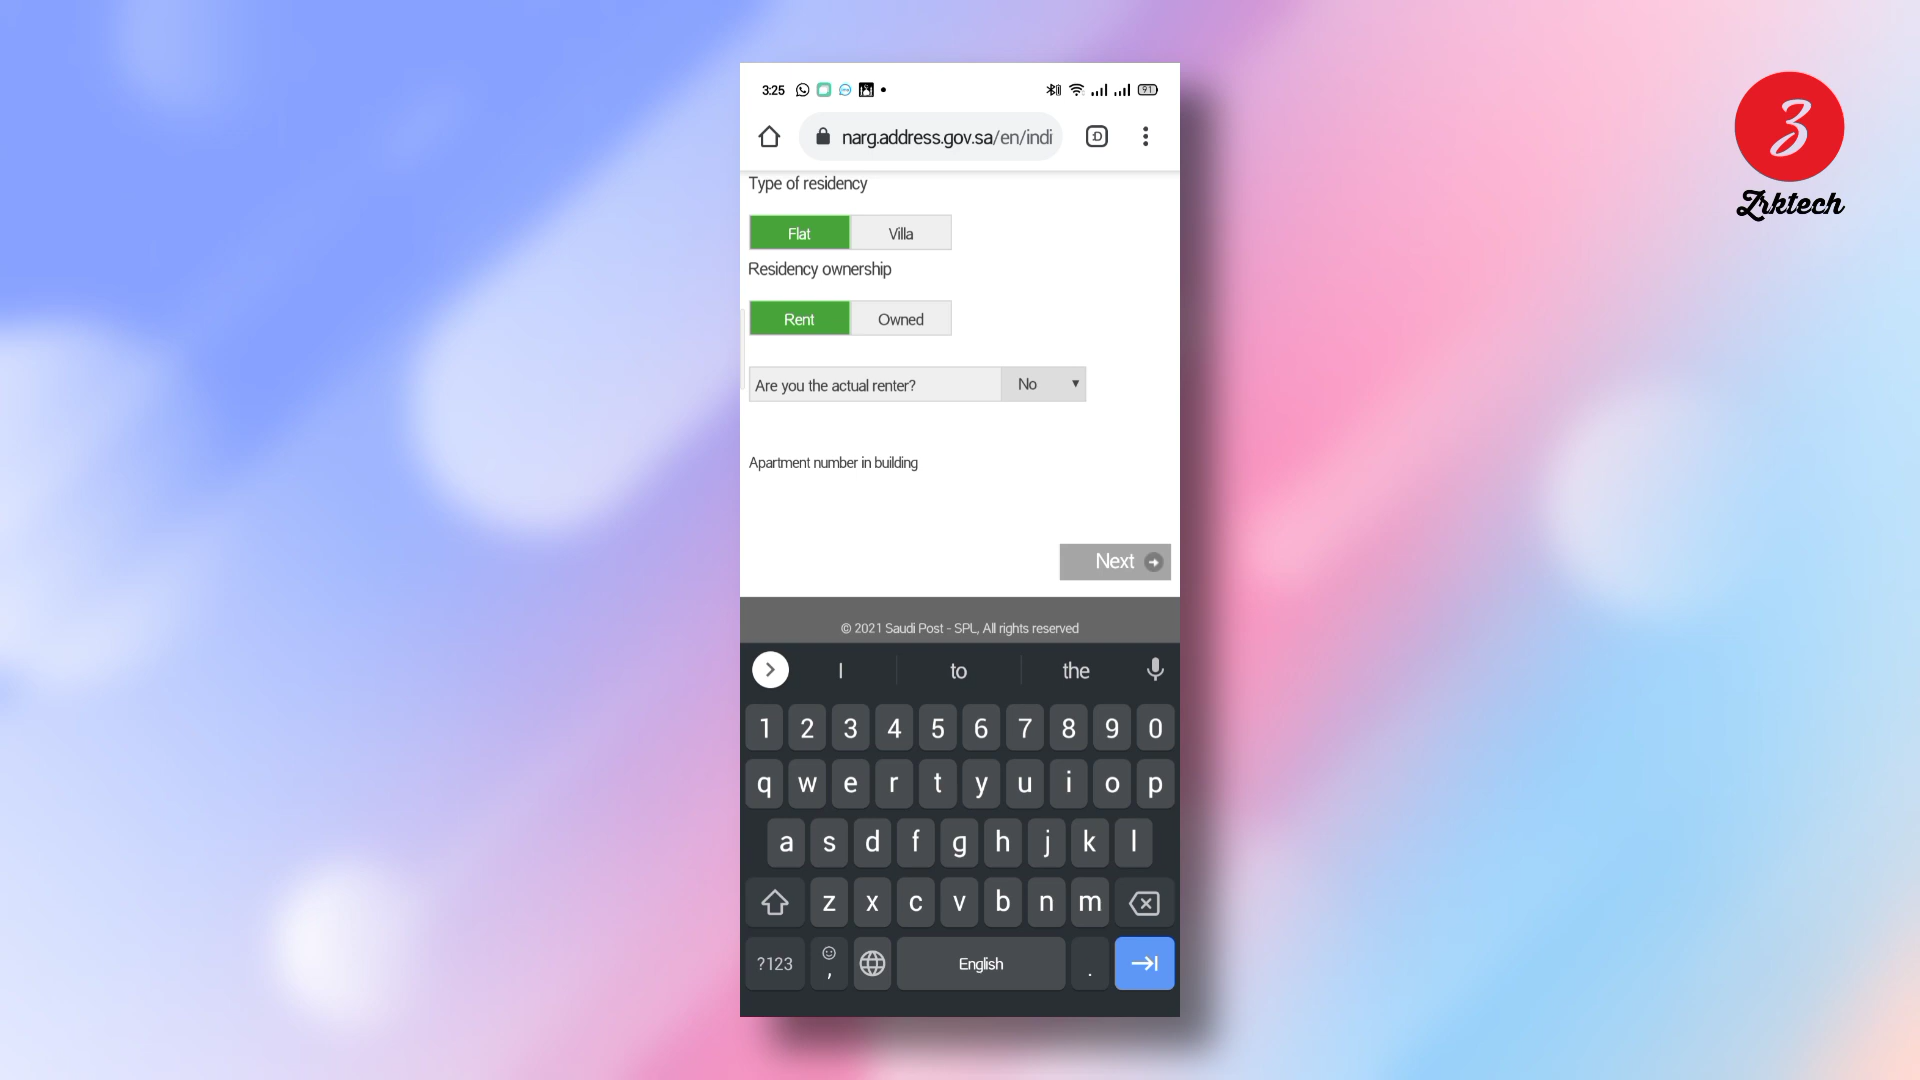 3:25
91
narg.address.gov.sa/en/indi
Type of residency
Flat Villa
Residency ownership
Rent Owned
Are you the actual renter? No
Apartment number in building
Next
© 2021 Saudi Post - SPL, All rights reserved
I to the
1 2 3 4 5 6 7 8 9 0
q w e r t y u i o p
a s d f g h j k l
z x c v b n m
?123 , English .
3
Zrktech